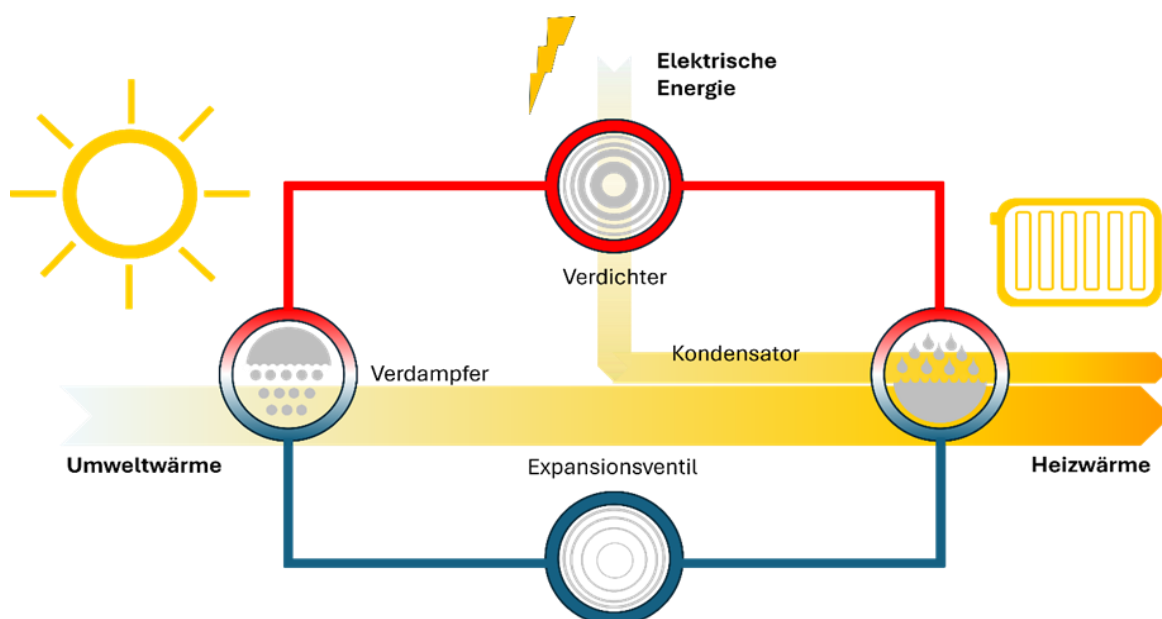 Elektrische
Energie
Verdichter
Kondensator
Verdampfer
Umweltwärme
Expansionsventil
Heizwärme